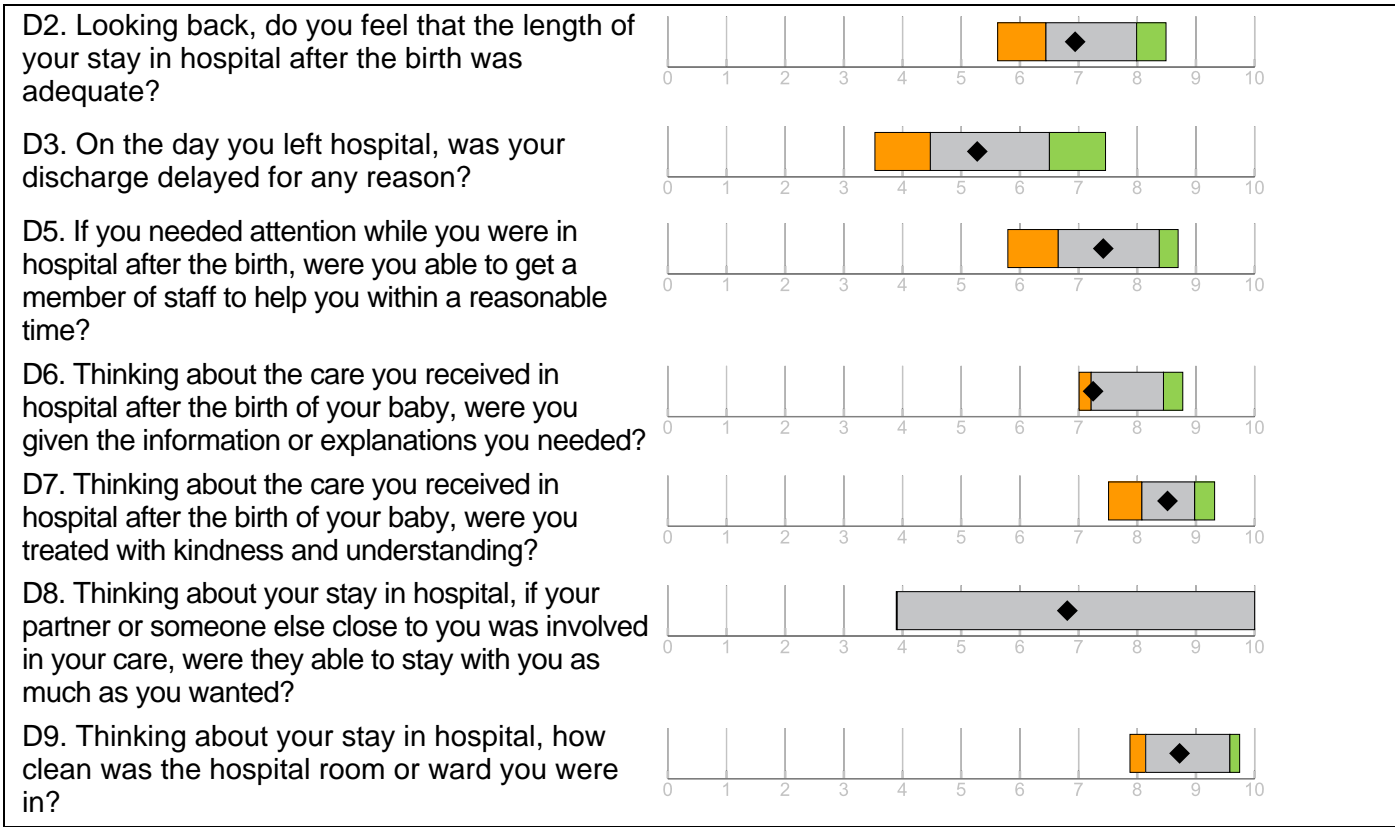 D2. Looking back, do you feel that the length of
your stay in hospital after the birth was
adequate?
0 1 2 3 4 5 6 7 8 9 10
D3. On the day you left hospital, was your
discharge delayed for any reason?
0 1 2 3 4 5 6 7 8 9 10
D5. If you needed attention while you were in
hospital after the birth, were you able to get a
member of staff to help you within a reasonable
time?
0 1 2 3 4 5 6 7 8 9 10
D6. Thinking about the care you received in
hospital after the birth of your baby, were you
given the information or explanations you needed?
0 1 2 3 4 5 6 7 8 9 10
D7. Thinking about the care you received in
hospital after the birth of your baby, were you
treated with kindness and understanding?
0 1 2 3 4 5 6 7 8 9 10
D8. Thinking about your stay in hospital, if your
partner or someone else close to you was involved
in your care, were they able to stay with you as
much as you wanted?
0 1 2 3 4 5 6 7 8 9 10
D9. Thinking about your stay in hospital, how
clean was the hospital room or ward you were
in?
0 1 2 3 4 5 6 7 8 9 10